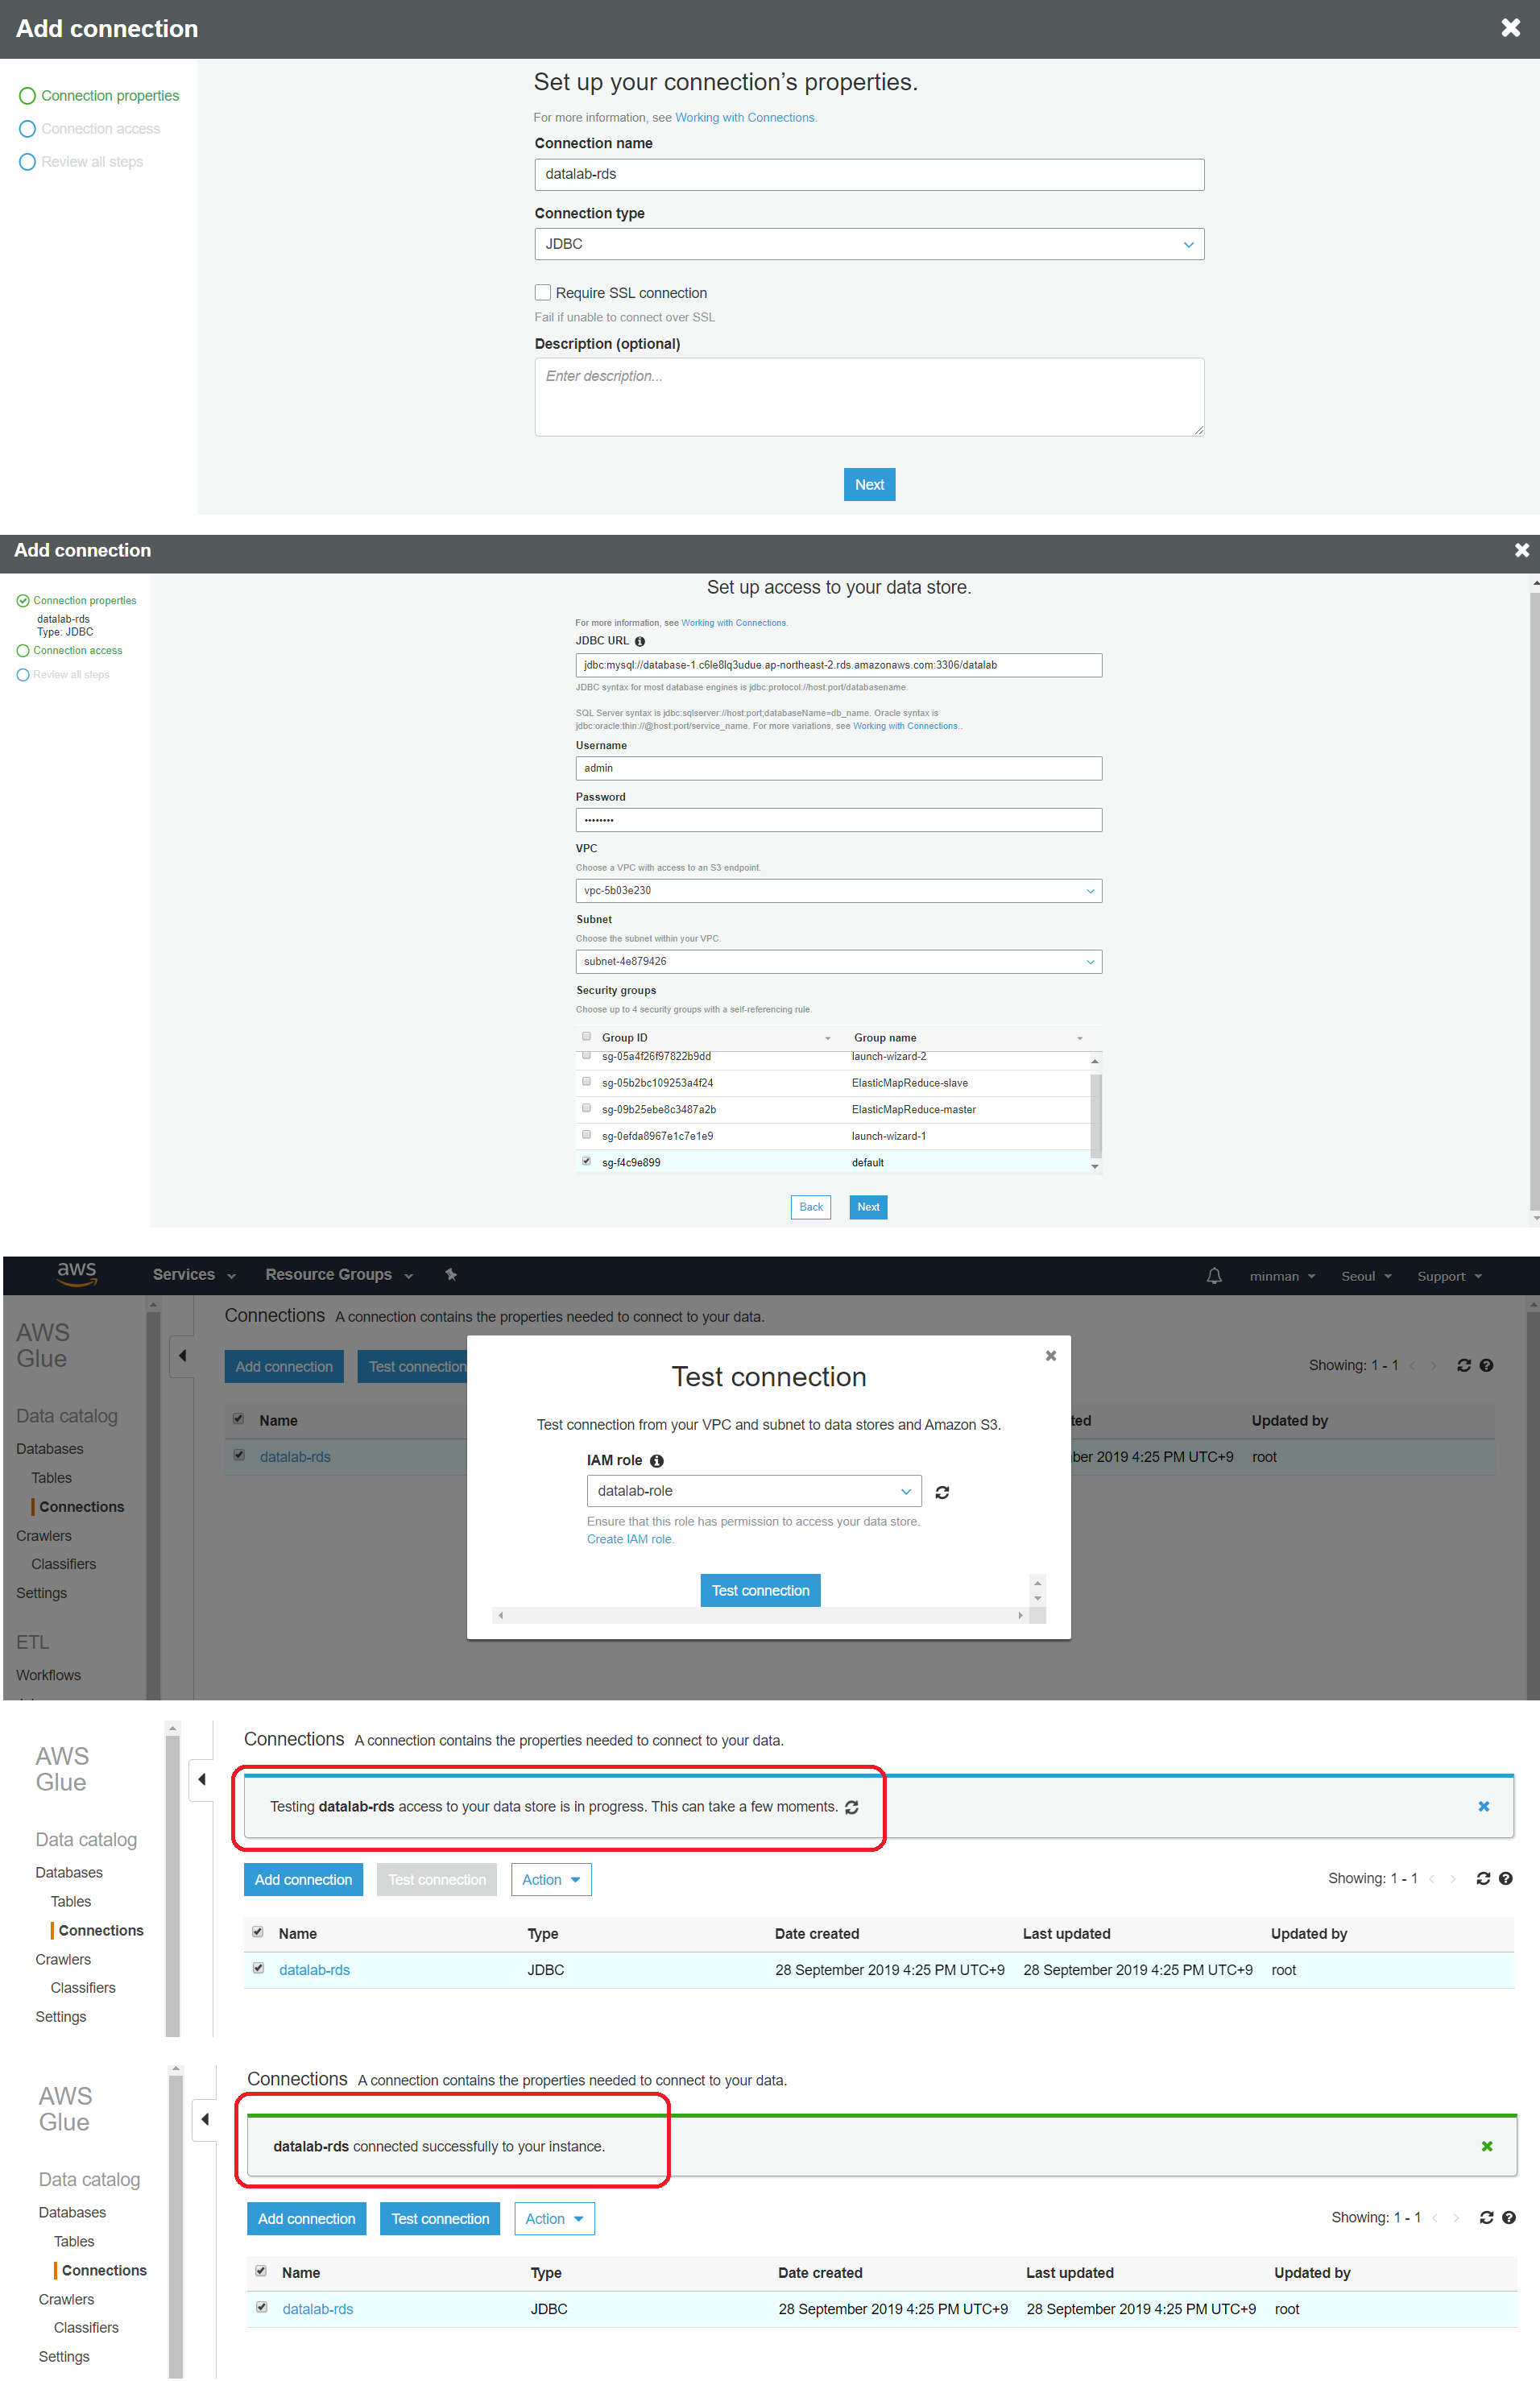 Add connection
Connection properties
Connection access
Review all steps
Set up your connection’s properties.
For more information, see Working with Connections.
Connection name
datalab-rds
Connection type
JDBC
Require SSL connection
Fail if unable to connect over SSL
Description (optional)
Enter description...
Next
Add connection
Connection properties
datalab-rds
Type: JDBC
Connection access
Review all steps
Set up access to your data store.
For more information, see Working with Connections.
JDBC URL
jdbc:mysql://database-1.c6le8lq3udue.ap-northeast-2.rds.amazonaws.com:3306/datalab
JDBC syntax for most database engines is jdbc:protocol://host:port/databasename.
SQL Server syntax is jdbc:sqlserver://host:port;databaseName=db_name. Oracle syntax is
jdbc:oracle:thin://@host:port/service_name. For more variations, see Working with Connections..
Username
admin
Password
••••••••
VPC
Choose a VPC with access to an S3 endpoint.
vpc-5b03e230
Subnet
Choose the subnet within your VPC.
subnet-4e879426
Security groups
Choose up to 4 security groups with a self-referencing rule.
Group ID Group name
sg-05a4f26f97822b9dd launch-wizard-2
sg-05b2bc109253a4f24 ElasticMapReduce-slave
sg-09b25ebe8c3487a2b ElasticMapReduce-master
sg-0efda8967e1c7e1e9 launch-wizard-1
sg-f4c9e899 default
Back Next
aws Services Resource Groups minman Seoul Support
AWS
Glue
Data catalog
Databases
Tables
Connections
Crawlers
Classifiers
Settings
ETL
Workflows
Connections A connection contains the properties needed to connect to your data.
Add connection Test connection Showing: 1 - 1
Name ted Updated by
datalab-rds ber 2019 4:25 PM UTC+9 root
Test connection
Test connection from your VPC and subnet to data stores and Amazon S3.
IAM role
datalab-role
Ensure that this role has permission to access your data store.
Create IAM role.
Test connection
AWS
Glue
Data catalog
Databases
Tables
Connections
Crawlers
Classifiers
Settings
Connections A connection contains the properties needed to connect to your data.
Testing datalab-rds access to your data store is in progress. This can take a few moments.
Add connection Test connection Action Showing: 1 - 1
Name Type Date created Last updated Updated by
datalab-rds JDBC 28 September 2019 4:25 PM UTC+9 28 September 2019 4:25 PM UTC+9 root
AWS
Glue
Data catalog
Databases
Tables
Connections
Crawlers
Classifiers
Settings
Connections A connection contains the properties needed to connect to your data.
datalab-rds connected successfully to your instance.
Add connection Test connection Action Showing: 1 - 1
Name Type Date created Last updated Updated by
datalab-rds JDBC 28 September 2019 4:25 PM UTC+9 28 September 2019 4:25 PM UTC+9 root